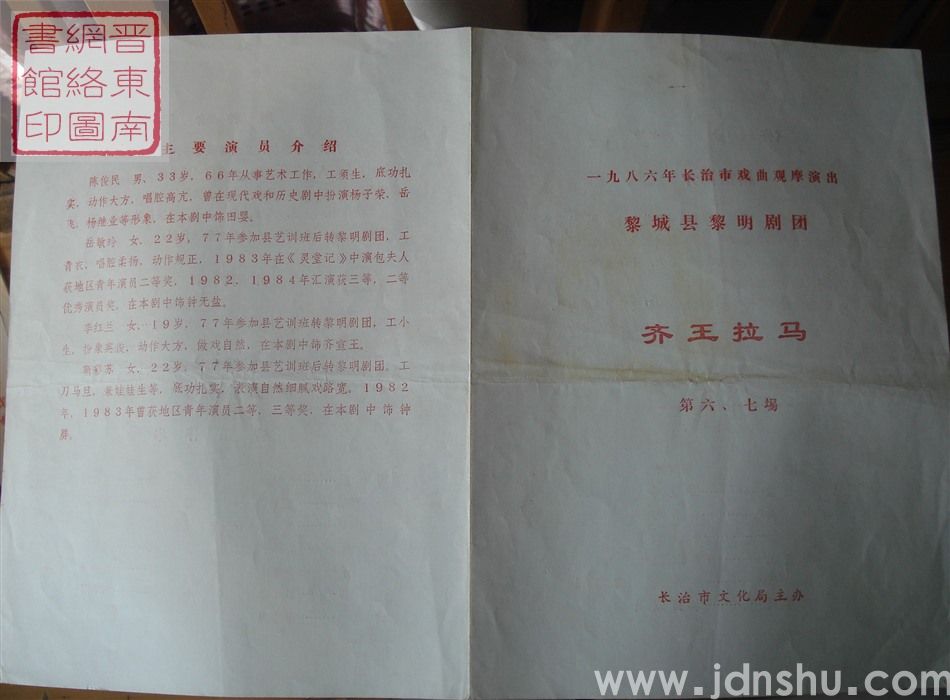 晋東南
網絡圖
書館印
主要演员介绍
陈俊民 男、33岁，66年从事艺术工作，工须生，底功扎
实，动作大方，唱腔高亢，曾在现代戏和历史剧中扮演杨子荣、岳
飞、杨继业等形象，在本剧中饰田婴。
岳敏玲 女，22岁，77年参加县艺训班后转黎明剧团，工
青衣，唱腔柔扬，动作规正，1983年在《灵堂记》中演包夫人
获地区青年演员二等奖，1982、1984年汇演获三等，二等
优秀演员奖，在本剧中饰钟无盐。
李红兰 女，19岁，77年参加县艺训班转黎明剧团，工小
生，扮象英俊，动作大方，做戏自然，在本剧中饰齐宣王。
靳彩苏 女，22岁，77年参加县艺训班后转黎明剧团，工
刀马旦，兼娃娃生等，底功扎实，表演自然细腻戏路宽，1982
年，1983年曾获地区青年演员二等，三等奖，在本剧中饰钟
屏。
一九八六年长治市戏曲观摩演出
黎城县黎明剧团
齐王拉马
第六、七場
长治市文化局主办
www.jdnshu.com